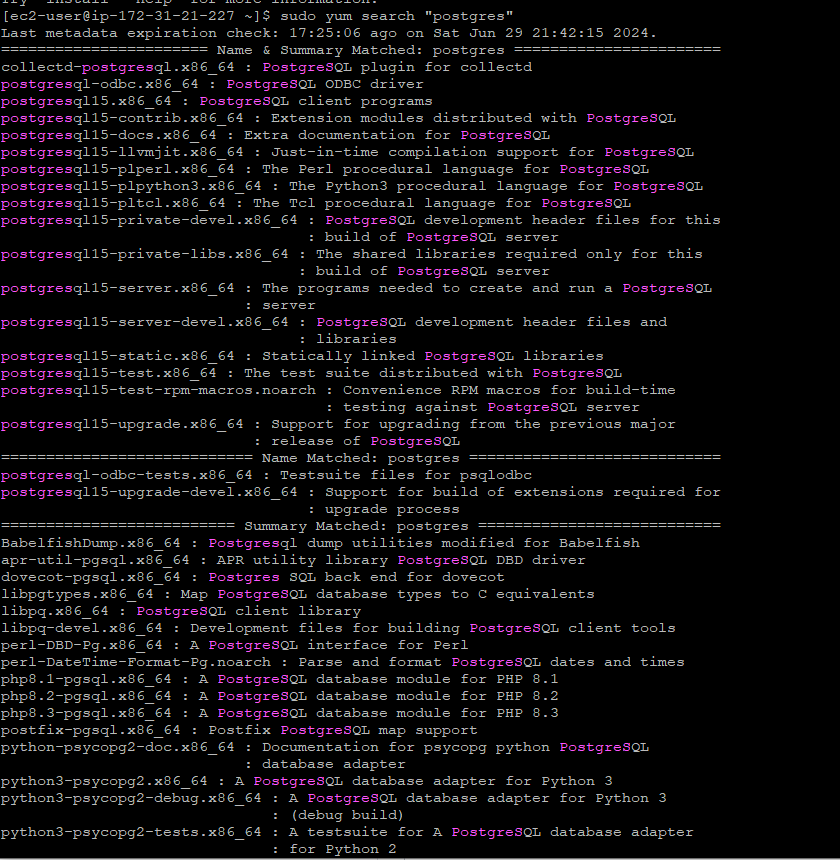 [ec2-user@ip-172-31-21-227 ~]$ sudo yum search "postgres"
Last metadata expiration check: 17:25:06 ago on Sat Jun 29 21:42:15 2024.
======================= Name & Summary Matched: postgres =======================
collectd-postgresql.x86_64 : PostgreSQL plugin for collectd
postgresql-odbc.x86_64 : PostgreSQL ODBC driver
postgresql15.x86_64 : PostgreSQL client programs
postgresql15-contrib.x86_64 : Extension modules distributed with PostgreSQL
postgresql15-docs.x86_64 : Extra documentation for PostgreSQL
postgresql15-llvmjit.x86_64 : Just-in-time compilation support for PostgreSQL
postgresql15-plperl.x86_64 : The Perl procedural language for PostgreSQL
postgresql15-plpython3.x86_64 : The Python3 procedural language for PostgreSQL
postgresql15-pltcl.x86_64 : The Tcl procedural language for PostgreSQL
postgresql15-private-devel.x86_64 : PostgreSQL development header files for this
                                  : build of PostgreSQL server
postgresql15-private-libs.x86_64 : The shared libraries required only for this
                                 : build of PostgreSQL server
postgresql15-server.x86_64 : The programs needed to create and run a PostgreSQL
                           : server
postgresql15-server-devel.x86_64 : PostgreSQL development header files and
                                 : libraries
postgresql15-static.x86_64 : Statically linked PostgreSQL libraries
postgresql15-test.x86_64 : The test suite distributed with PostgreSQL
postgresql15-test-rpm-macros.noarch : Convenience RPM macros for build-time
                                    : testing against PostgreSQL server
postgresql15-upgrade.x86_64 : Support for upgrading from the previous major
                            : release of PostgreSQL
============================ Name Matched: postgres ============================
postgresql-odbc-tests.x86_64 : Testsuite files for psqlodbc
postgresql15-upgrade-devel.x86_64 : Support for build of extensions required for
                                  : upgrade process
========================== Summary Matched: postgres ===========================
BabelfishDump.x86_64 : Postgresql dump utilities modified for Babelfish
apr-util-pgsql.x86_64 : APR utility library PostgreSQL DBD driver
dovecot-pgsql.x86_64 : Postgres SQL back end for dovecot
libpgtypes.x86_64 : Map PostgreSQL database types to C equivalents
libpq.x86_64 : PostgreSQL client library
libpq-devel.x86_64 : Development files for building PostgreSQL client tools
perl-DBD-Pg.x86_64 : A PostgreSQL interface for Perl
perl-DateTime-Format-Pg.noarch : Parse and format PostgreSQL dates and times
php8.1-pgsql.x86_64 : A PostgreSQL database module for PHP 8.1
php8.2-pgsql.x86_64 : A PostgreSQL database module for PHP 8.2
php8.3-pgsql.x86_64 : A PostgreSQL database module for PHP 8.3
postfix-pgsql.x86_64 : Postfix PostgreSQL map support
python-psycopg2-doc.x86_64 : Documentation for psycopg python PostgreSQL
                           : database adapter
python3-psycopg2.x86_64 : A PostgreSQL database adapter for Python 3
python3-psycopg2-debug.x86_64 : A PostgreSQL database adapter for Python 3
                              : (debug build)
python3-psycopg2-tests.x86_64 : A testsuite for A PostgreSQL database adapter
                              : for Python 2